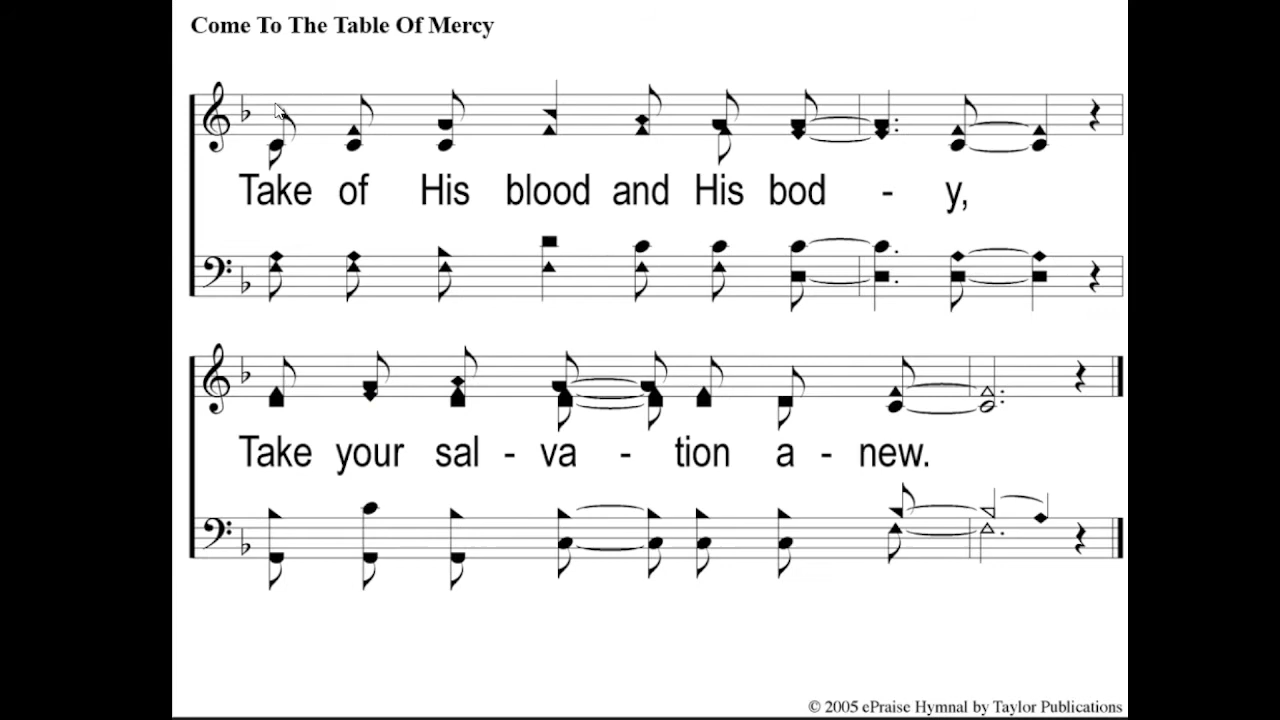 Come To The Table Of Mercy
Take of His blood and His bod - y,
Take your sal - va - tion a - new.
© 2005 ePraise Hymnal by Taylor Publications